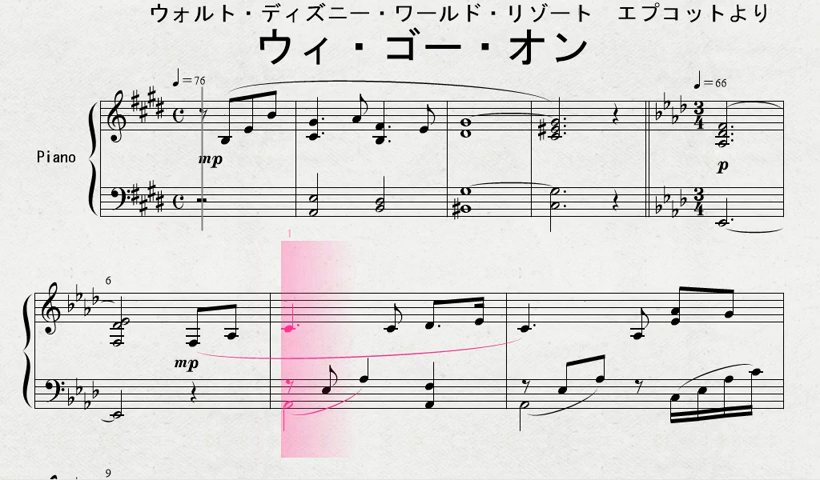 ウォルト・ディズニー・ワールド・リゾート　エプコットより
ウィ・ゴー・オン
♩=76
♩=66
Piano
mp
p
6
1
mp
9